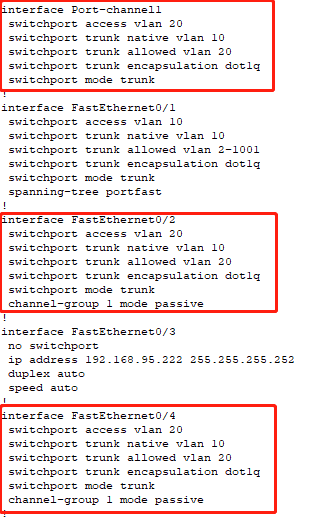 interface Port-channel1
switchport access vlan 20
switchport trunk native vlan 10
switchport trunk allowed vlan 20
switchport trunk encapsulation dot1q
switchport mode trunk
!
interface FastEthernet0/1
switchport access vlan 10
switchport trunk native vlan 10
switchport trunk allowed vlan 2-1001
switchport trunk encapsulation dot1q
switchport mode trunk
spanning-tree portfast
!
interface FastEthernet0/2
switchport access vlan 20
switchport trunk native vlan 10
switchport trunk allowed vlan 20
switchport trunk encapsulation dot1q
switchport mode trunk
channel-group 1 mode passive
!
interface FastEthernet0/3
no switchport
ip address 192.168.95.222 255.255.255.252
duplex auto
speed auto
!
interface FastEthernet0/4
switchport access vlan 20
switchport trunk native vlan 10
switchport trunk allowed vlan 20
switchport trunk encapsulation dot1q
switchport mode trunk
channel-group 1 mode passive
!